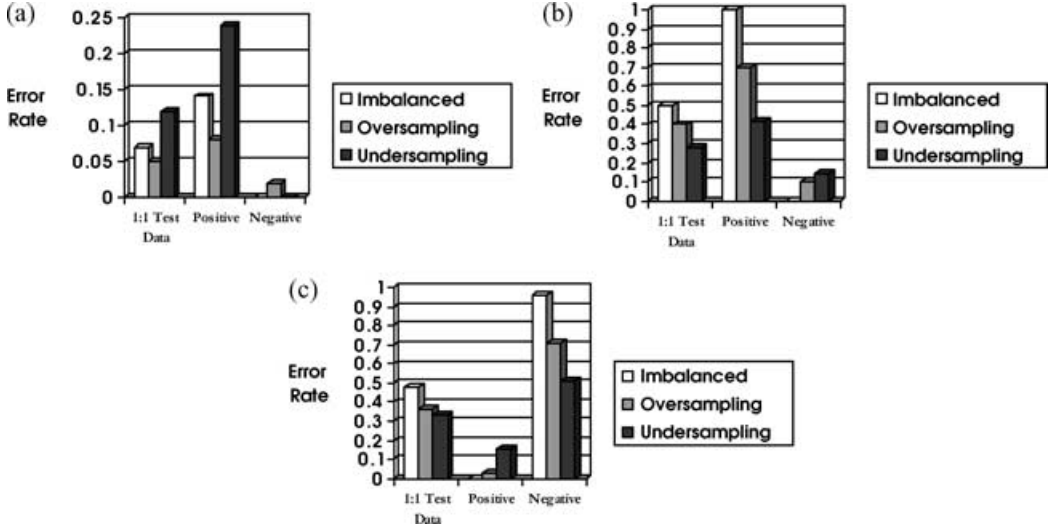 (a)
0.25
0.2
0.15
0.1
0.05
0
Error
Rate
1:1 Test
Data
Positive
Negative
Imbalanced
Oversampling
Undersampling
(b)
1
0.9
0.8
0.7
0.6
0.5
0.4
0.3
0.2
0.1
0
Error
Rate
1:1 Test
Data
Positive
Negative
Imbalanced
Oversampling
Undersampling
(c)
1
0.9
0.8
0.7
0.6
0.5
0.4
0.3
0.2
0.1
0
Error
Rate
1:1 Test
Data
Positive
Negative
Imbalanced
Oversampling
Undersampling